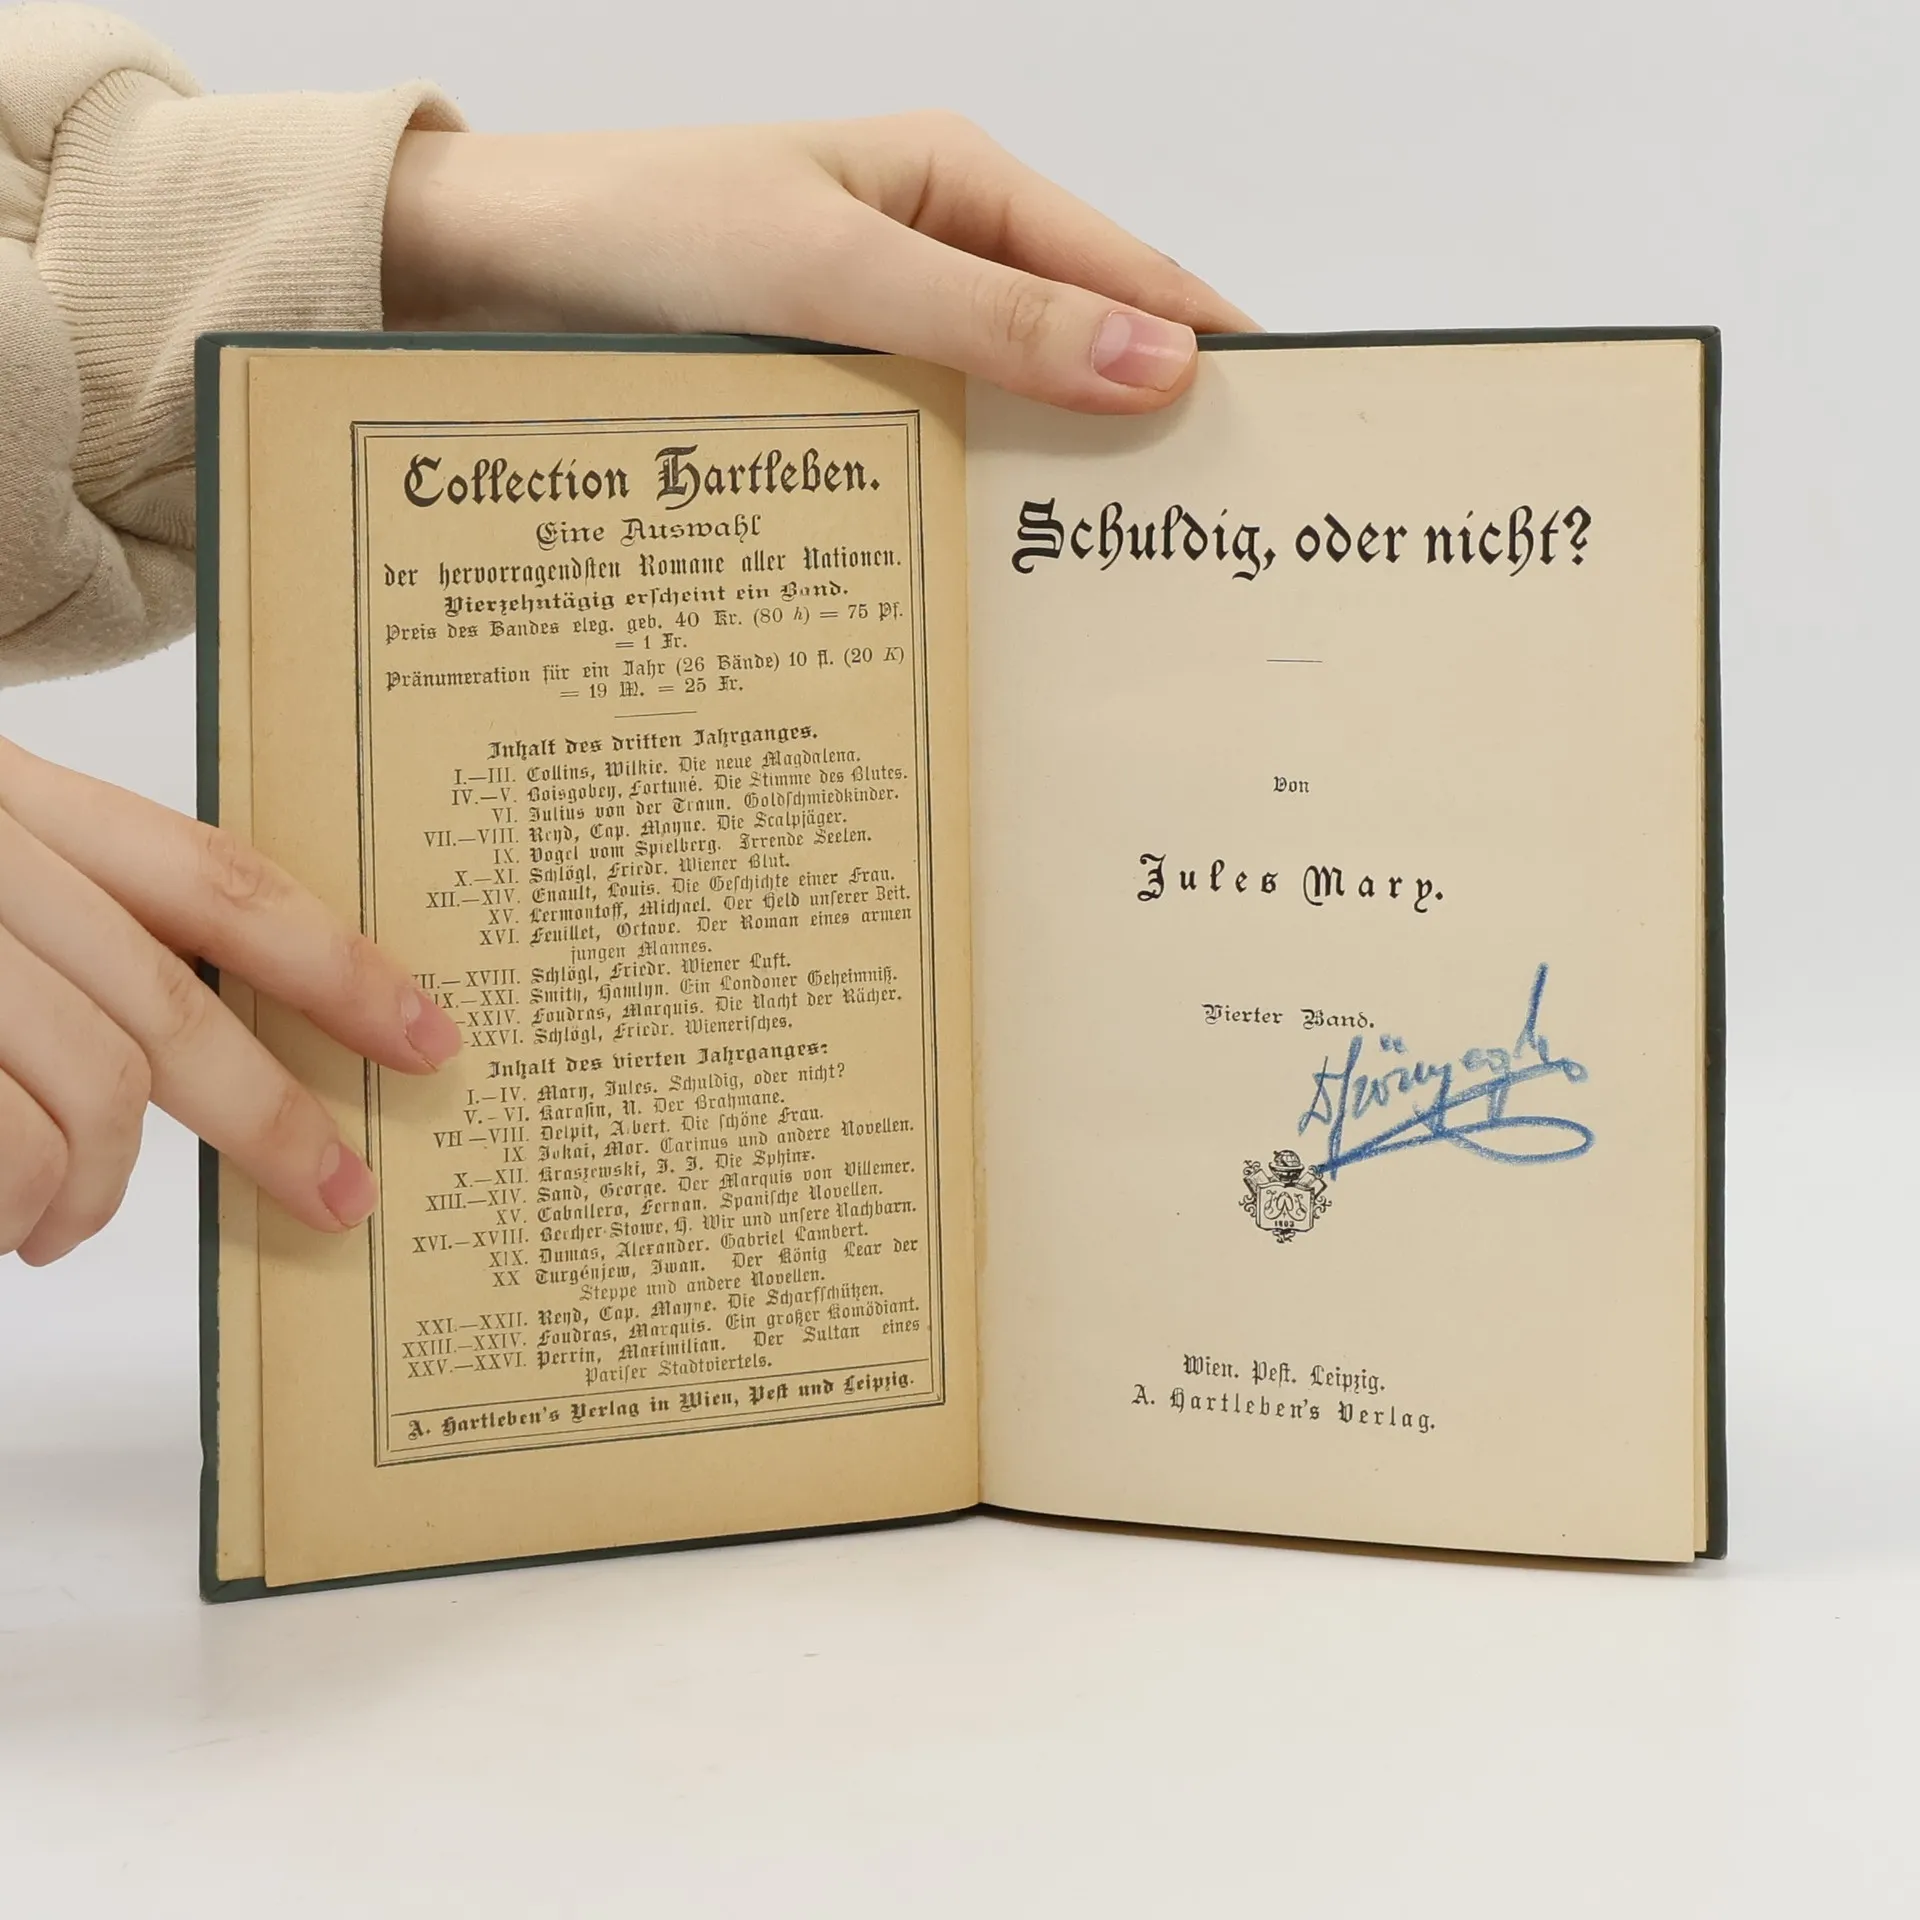 Collection Hartleben.
Eine Auswahl
der hervorragendsten Romane aller Nationen.
Vierzehntägig erscheint ein Band.
Preis des Bandes eleg. geb. 40 Kr. (80 h) = 75 Pf.
= 1 Fr.
Pränumeration für ein Jahr (26 Bände) 10 fl. (20 K)
= 19 M. = 25 Fr.
Inhalt des dritten Jahrganges.
I.—III. Collins, Wilkie. Die neue Magdalena.
IV.—V. Boisgobey, Fortuné. Die Stimme des Blutes.
VI. Julius von der Traun. Goldschmiedkinder.
VII.—VIII. Reyd, Cap. Mayne. Die Scalpjäger.
IX. Vogel vom Spielberg. Irrende Seelen.
X.—XI. Schlögl, Friedr. Wiener Blut.
XII.—XIV. Enault, Louis. Die Geschichte einer Frau.
XV. Lermontoff, Michael. Der Held unserer Zeit.
XVI. Feuillet, Octave. Der Roman eines armen
jungen Mannes.
II.—XVIII. Schlögl, Friedr. Wiener Luft.
IX.—XXI. Smith, Hamlyn. Ein Londoner Geheimniß.
—XXIV. Foudras, Marquis. Die Nacht der Rächer.
—XXVI. Schlögl, Friedr. Wienerisches.
Inhalt des vierten Jahrganges:
I.—IV. Mary, Jules. Schuldig, oder nicht?
V.—VI. Karasin, N. Der Brahmane.
VII—VIII. Delpit, Albert. Die schöne Frau.
IX Jokai, Mor. Carinus und andere Novellen.
X.—XII. Kraszewski, J. I. Die Sphinx.
XIII.—XIV. Sand, George. Der Marquis von Villemer.
XV. Caballero, Fernan. Spanische Novellen.
XVI.—XVIII. Beecher-Stowe, H. Wir und unsere Nachbarn.
XIX. Dumas, Alexander. Gabriel Lambert.
XX Turgénjew, Iwan. Der König Lear der
Steppe und andere Novellen.
XXI.—XXII. Reyd, Cap. Mayne. Die Scharfschützen.
XXIII.—XXIV. Foudras, Marquis. Ein großer Komödiant.
XXV.—XXVI. Perrin, Maximilian. Der Sultan eines
Pariser Stadtviertels.
A. Hartleben's Verlag in Wien, Pest und Leipzig.
Schuldig, oder nicht?
Von
Jules Mary.
Vierter Band.
1803
Wien. Pest. Leipzig.
A. Hartleben's Verlag.